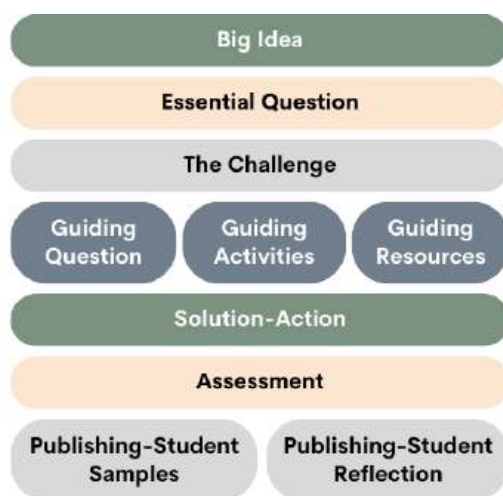 Big Idea
Essential Question
The Challenge
Guiding
Question
Guiding
Activities
Guiding
Resources
Solution-Action
Assessment
Publishing-Student
Samples
Publishing-Student
Reflection